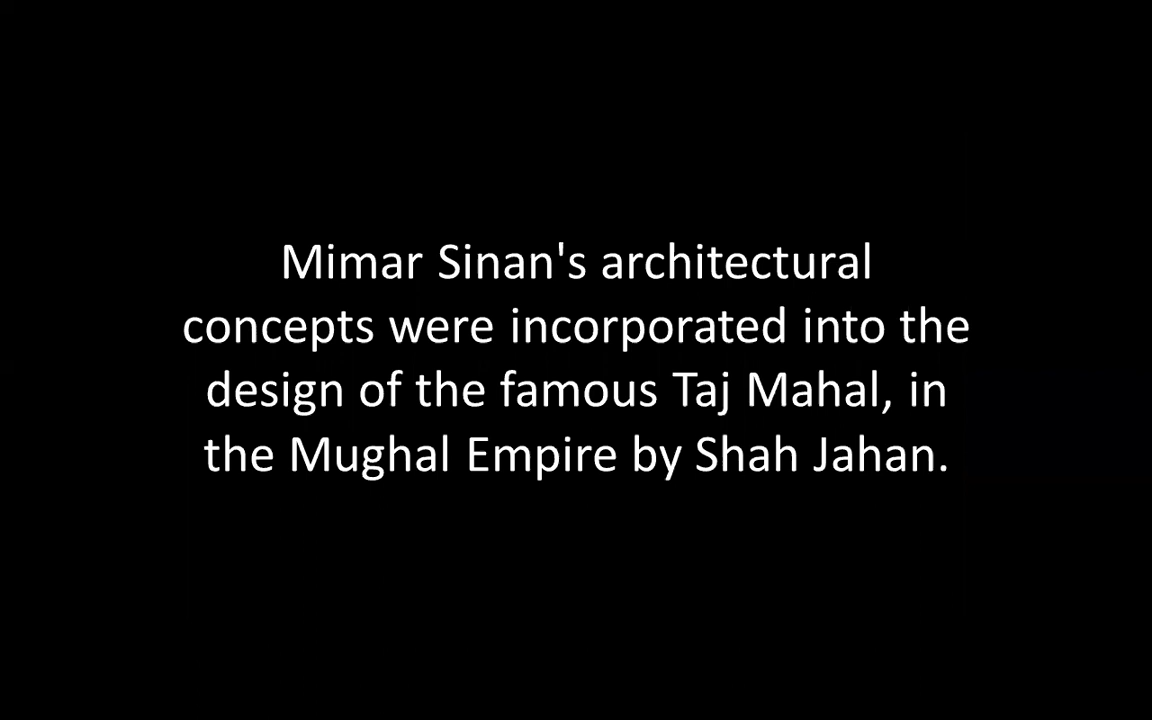 Mimar Sinan's architectural
concepts were incorporated into the
design of the famous Taj Mahal, in
the Mughal Empire by Shah Jahan.